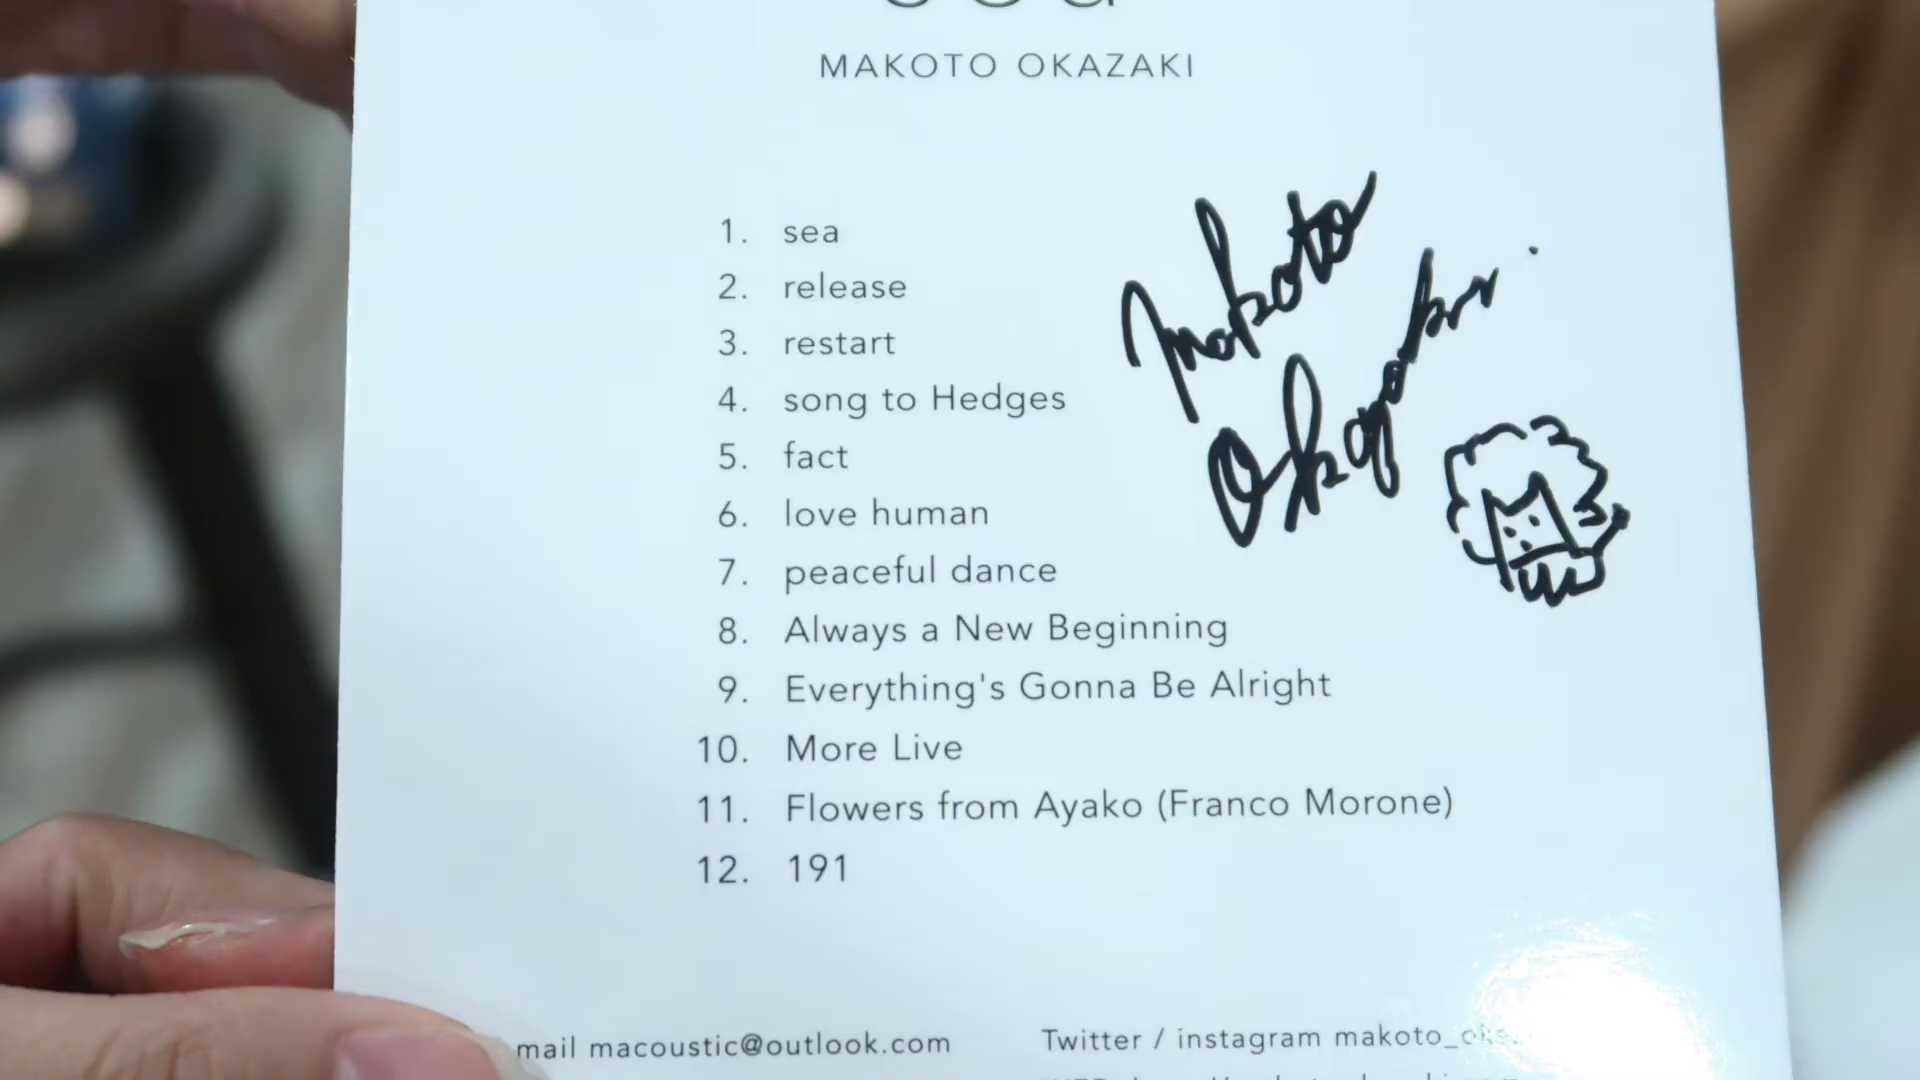 MAKOTO OKAZAKI
1. sea
2. release
3. restart
4. song to Hedges
5. fact
6. love human
7. peaceful dance
8. Always a New Beginning
9. Everything's Gonna Be Alright
10. More Live
11. Flowers from Ayako (Franco Morone)
12. 191
Makoto
Okazaki
mail macoustic@outlook.com
Twitter / instagram